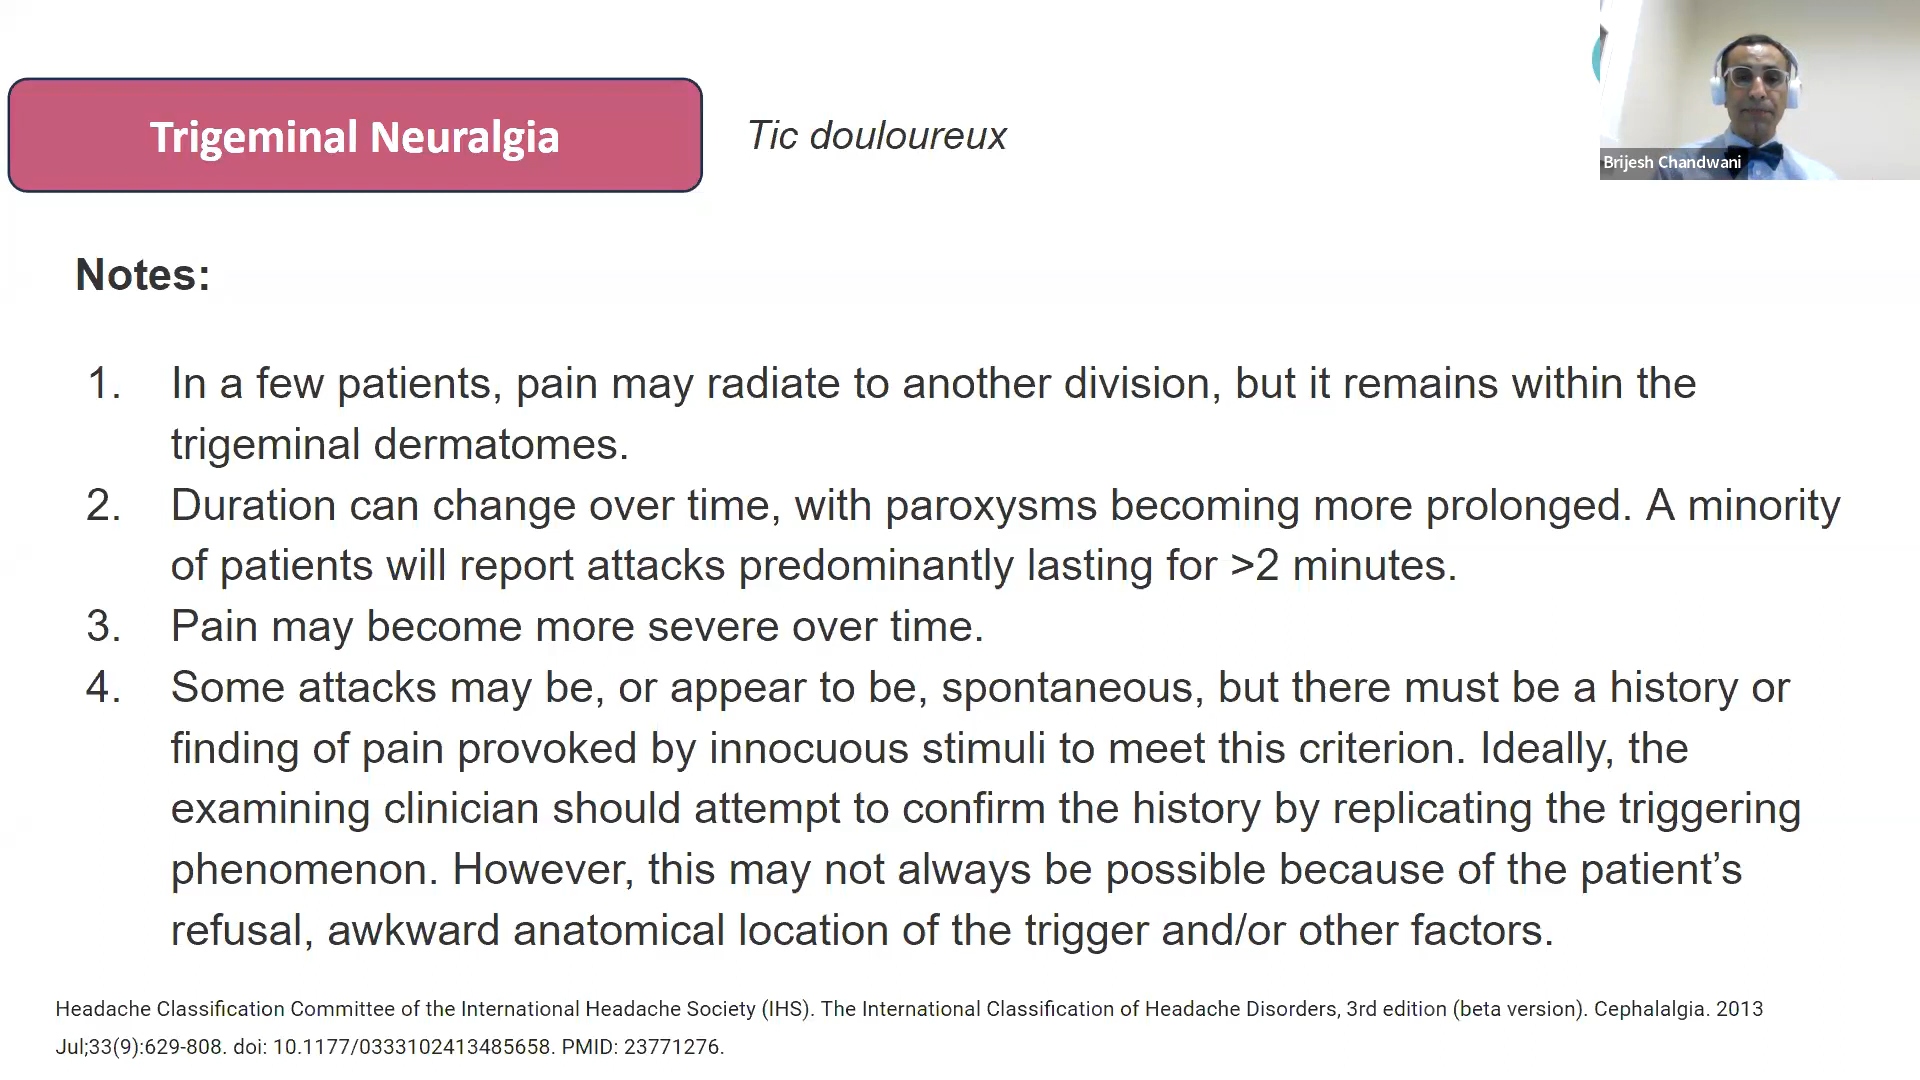 Trigeminal Neuralgia
Tic douloureux
Brijesh Chandwani
Notes:
1. In a few patients, pain may radiate to another division, but it remains within the
trigeminal dermatomes.
2. Duration can change over time, with paroxysms becoming more prolonged. A minority
of patients will report attacks predominantly lasting for >2 minutes.
3. Pain may become more severe over time.
4. Some attacks may be, or appear to be, spontaneous, but there must be a history or
finding of pain provoked by innocuous stimuli to meet this criterion. Ideally, the
examining clinician should attempt to confirm the history by replicating the triggering
phenomenon. However, this may not always be possible because of the patient’s
refusal, awkward anatomical location of the trigger and/or other factors.
Headache Classification Committee of the International Headache Society (IHS). The International Classification of Headache Disorders, 3rd edition (beta version). Cephalalgia. 2013
Jul;33(9):629-808. doi: 10.1177/0333102413485658. PMID: 23771276.